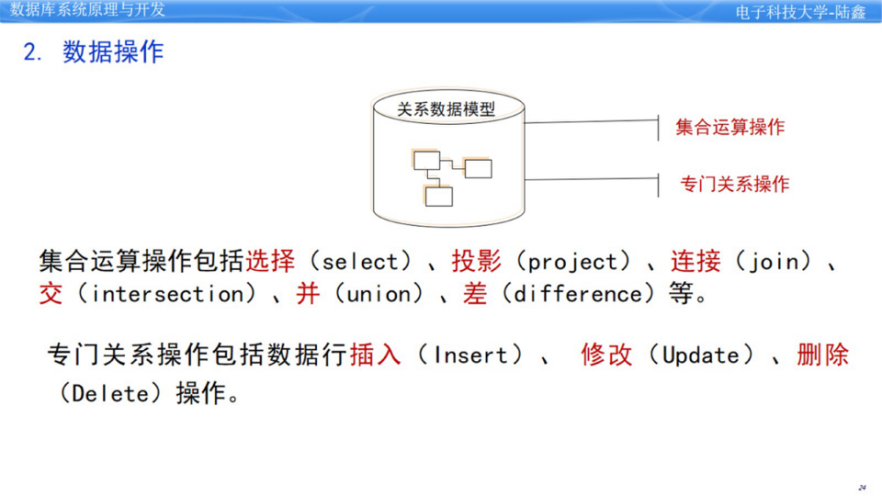 数据库系统原理与开发
电子科技大学-陆鑫
2. 数据操作
关系数据模型
集合运算操作
专门关系操作
集合运算操作包括选择（select）、投影（project）、连接（join）、
交（intersection）、并（union）、差（difference）等。
专门关系操作包括数据行插入（Insert）、 修改（Update）、删除
（Delete）操作。
24